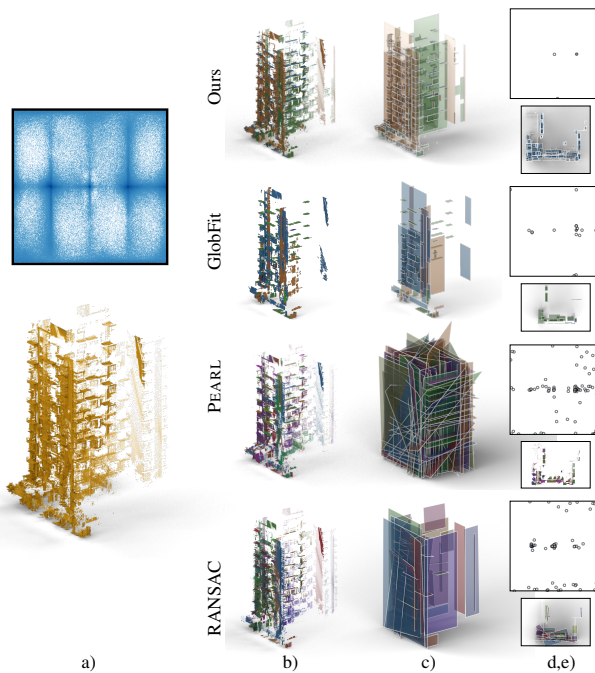 OURS
GLOBFIT
PEARL
RANSAC
a)
b)
c)
d,e)